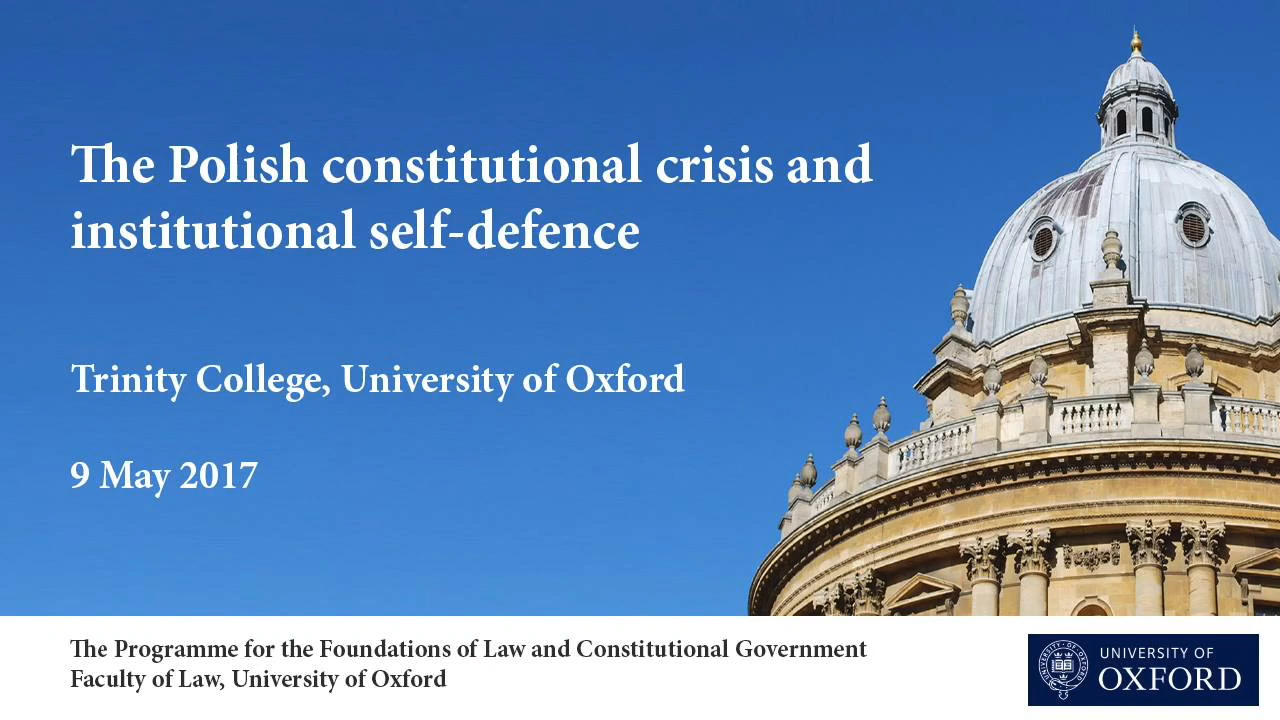 The Polish constitutional crisis and
institutional self-defence
Trinity College, University of Oxford
9 May 2017
The Programme for the Foundations of Law and Constitutional Government
Faculty of Law, University of Oxford
UNIVERSITY OF
OXFORD